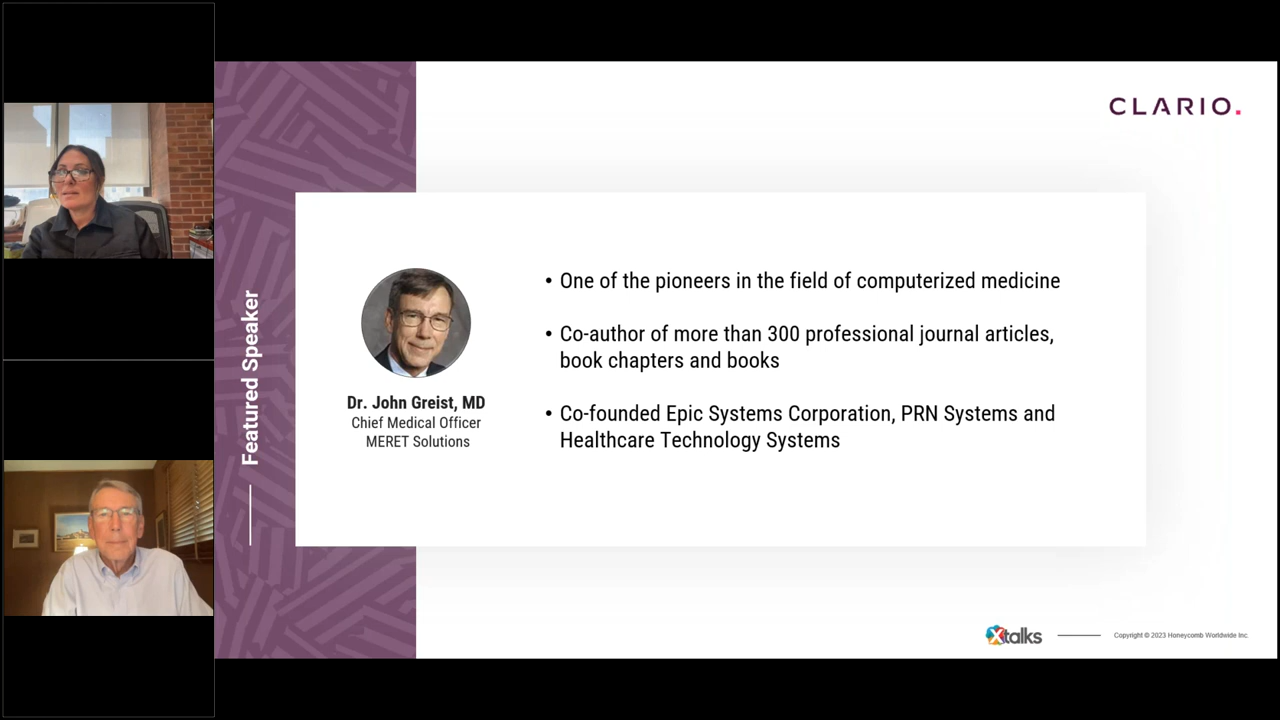 CLARIO.
Featured Speaker
Dr. John Greist, MD
Chief Medical Officer
MERET Solutions
• One of the pioneers in the field of computerized medicine
• Co-author of more than 300 professional journal articles,
book chapters and books
• Co-founded Epic Systems Corporation, PRN Systems and
Healthcare Technology Systems
Xtalks
Copyright © 2023 Honeycomb Worldwide Inc.